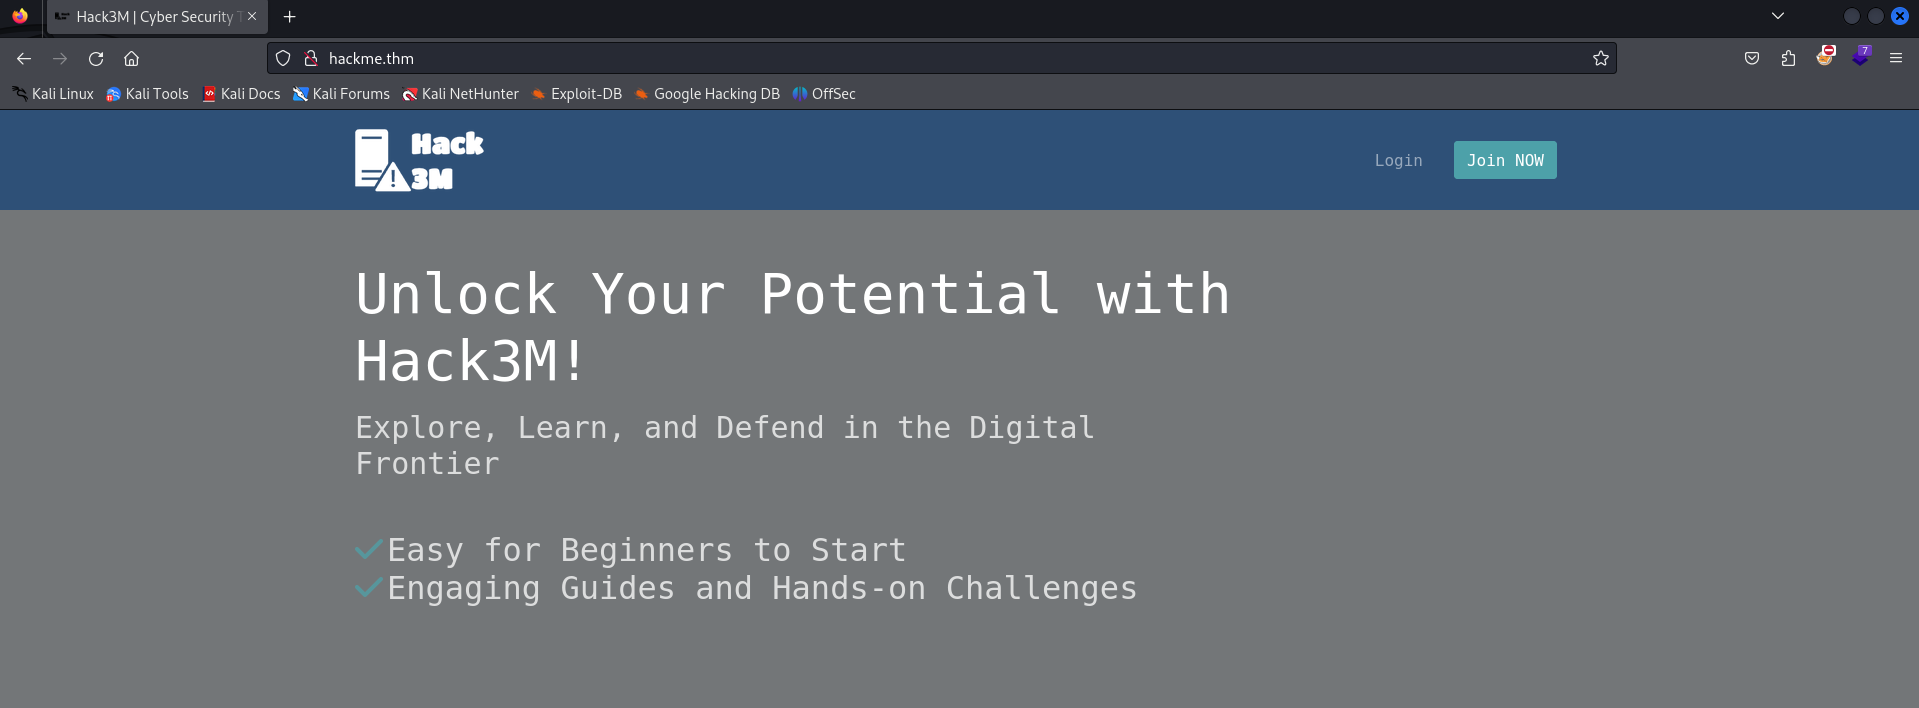 Hack3M | Cyber Security T
hackme.thm
7
Kali Linux Kali Tools Kali Docs Kali Forums Kali NetHunter Exploit-DB Google Hacking DB OffSec
Hack
3M
Login Join NOW
Unlock Your Potential with
Hack3M!
Explore, Learn, and Defend in the Digital
Frontier
Easy for Beginners to Start
Engaging Guides and Hands-on Challenges